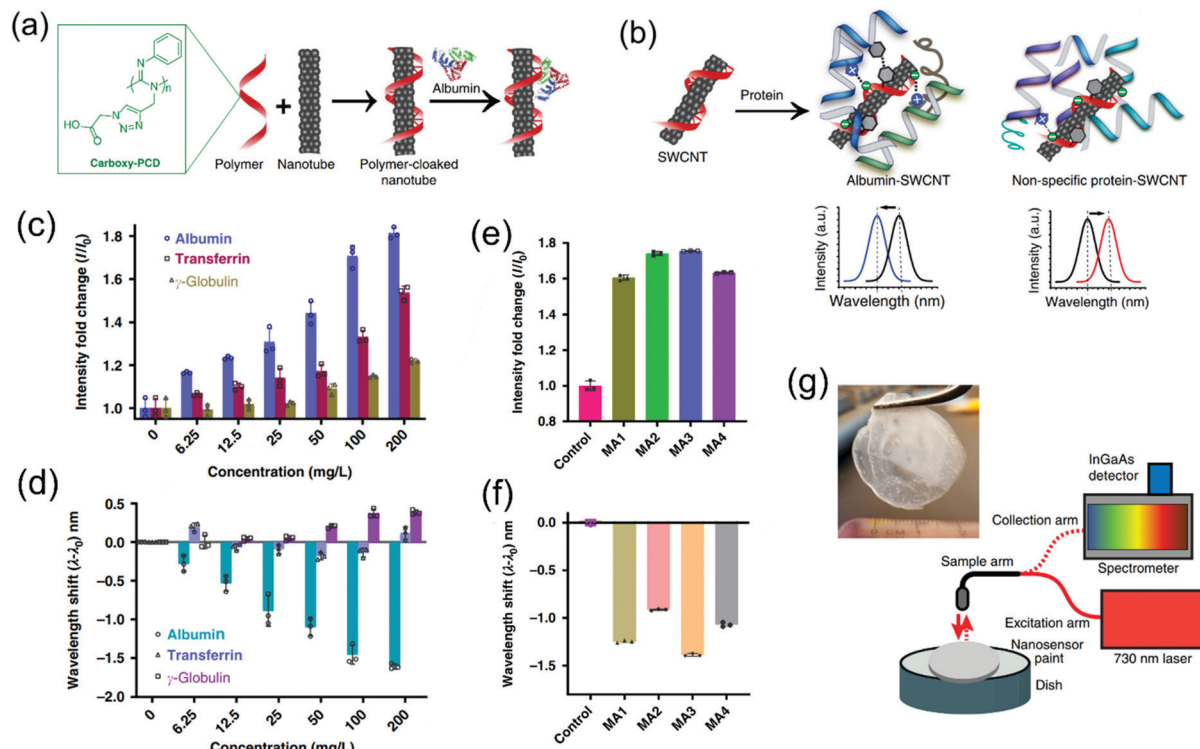 (a)
N
N
n
N
N
N=N
HO
O
Carboxy-PCD
Polymer
+
Nanotube
Polymer-cloaked
nanotube
Albumin
(b)
SWCNT
Protein
Albumin-SWCNT
Non-specific protein-SWCNT
Intensity (a.u.)
Wavelength (nm)
Intensity (a.u.)
Wavelength (nm)
(c)
Intensity fold change (I/I0)
1.8
1.6
1.4
1.2
1.0
Albumin
Transferrin
γ-Globulin
0
6.25
12.5
25
50
100
200
Concentration (mg/L)
(d)
Wavelength shift (λ-λ0) nm
0.5
0.0
−0.5
−1.0
−1.5
−2.0
Albumin
Transferrin
γ-Globulin
0
6.25
12.5
25
50
100
200
Concentration (mg/L)
(e)
Intensity fold change (I/I0)
1.8
1.6
1.4
1.2
1.0
0.8
Control
MA1
MA2
MA3
MA4
(f)
Wavelength shift (λ-λ0) nm
0.0
−0.5
−1.0
−1.5
Control
MA1
MA2
MA3
MA4
(g)
InGaAs
detector
Collection arm
Spectrometer
Sample arm
Excitation arm
730 nm laser
Nanosensor
paint
Dish